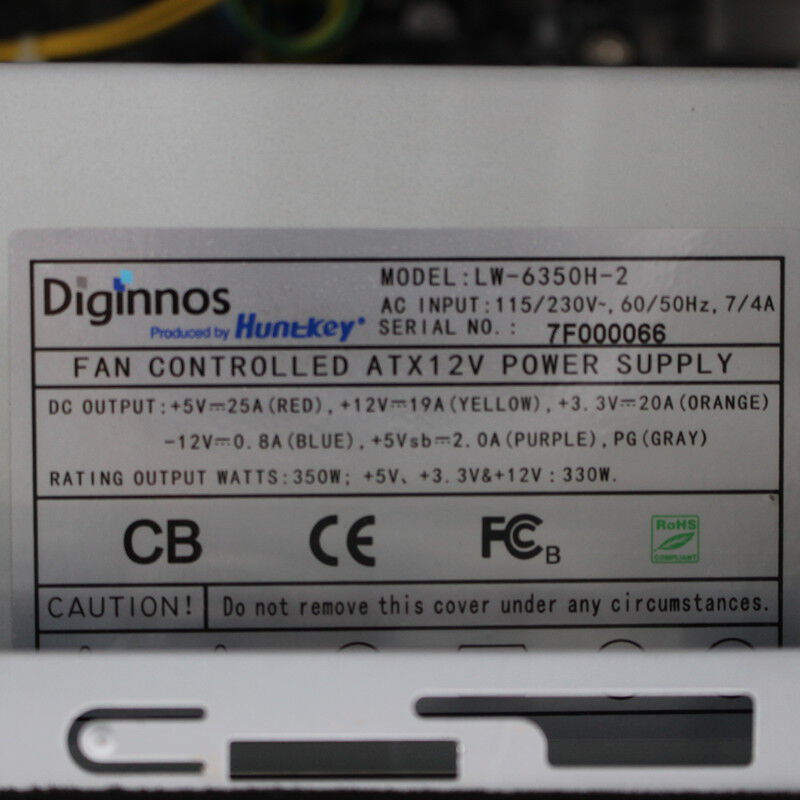 Diginnos
Produced by Huntkey
MODEL:LW-6350H-2
AC INPUT:115/230V~, 60/50Hz, 7/4A
SERIAL NO.: 7F000066
FAN CONTROLLED ATX12V POWER SUPPLY
DC OUTPUT:+5V⎓25A(RED), +12V⎓19A(YELLOW), +3.3V⎓20A(ORANGE)
-12V⎓0.8A(BLUE), +5Vsb⎓2.0A(PURPLE), PG(GRAY)
RATING OUTPUT WATTS:350W; +5V、+3.3V&+12V:330W.
CB CE FC B RoHS
COMPLIANT
CAUTION! Do not remove this cover under any circumstances.